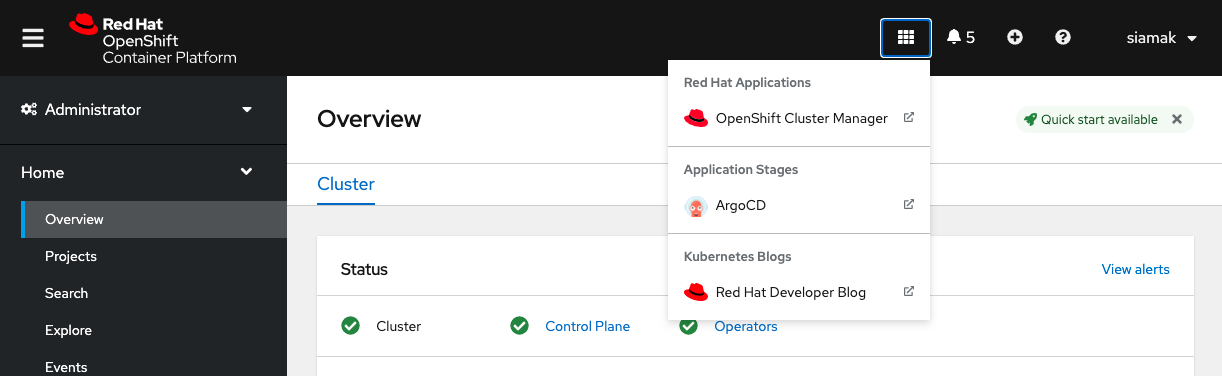 Red Hat
OpenShift
Container Platform
5
siamak
Administrator
Home
Overview
Projects
Search
Explore
Events
Overview
Quick start available
Cluster
Red Hat Applications
OpenShift Cluster Manager
Application Stages
ArgoCD
Kubernetes Blogs
Red Hat Developer Blog
Status
View alerts
Cluster
Control Plane
Operators